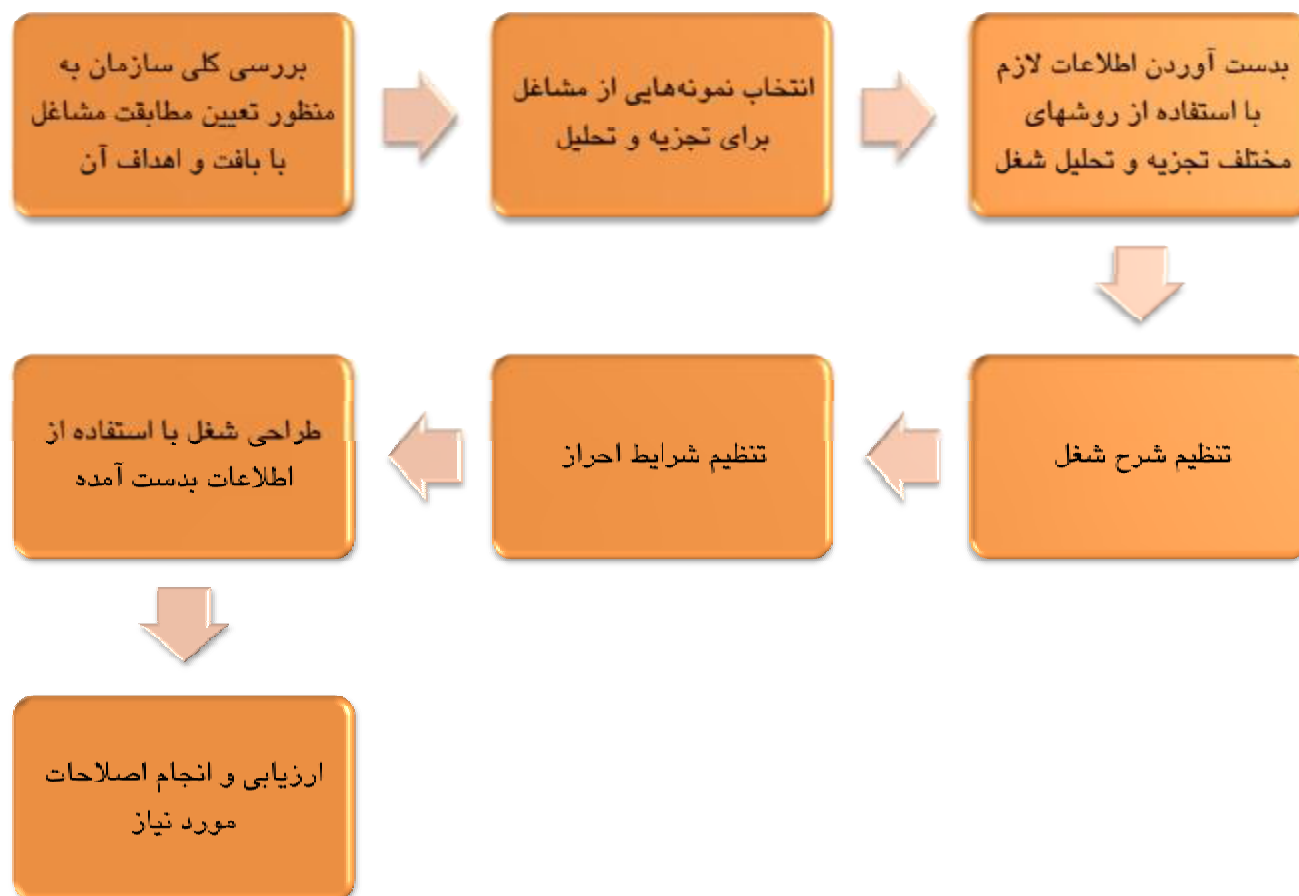 بررسی کلی سازمان به
منظور تعیین مطابقت مشاغل
با بافت و اهداف آن
انتخاب نمونه‌هایی از مشاغل
برای تجزیه و تحلیل
بدست آوردن اطلاعات لازم
با استفاده از روشهای
مختلف تجزیه و تحلیل شغل
تنظیم شرح شغل
تنظیم شرایط احراز
طراحی شغل با استفاده از
اطلاعات بدست آمده
ارزیابی و انجام اصلاحات
مورد نیاز